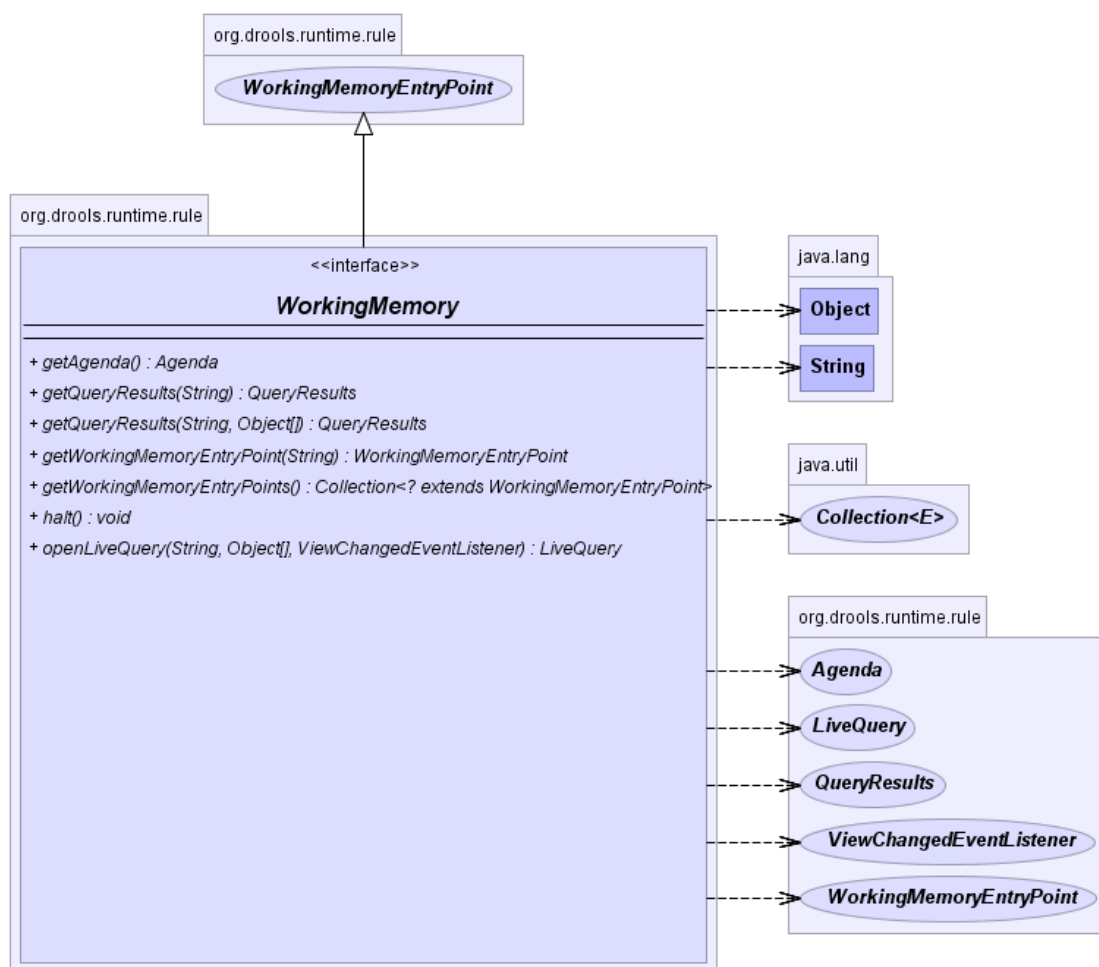 org.drools.runtime.rule
WorkingMemoryEntryPoint
org.drools.runtime.rule
<<interface>>
WorkingMemory
+ getAgenda() : Agenda
+ getQueryResults(String) : QueryResults
+ getQueryResults(String, Object[]) : QueryResults
+ getWorkingMemoryEntryPoint(String) : WorkingMemoryEntryPoint
+ getWorkingMemoryEntryPoints() : Collection<? extends WorkingMemoryEntryPoint>
+ halt() : void
+ openLiveQuery(String, Object[], ViewChangedEventListener) : LiveQuery
java.lang
Object
String
java.util
Collection<E>
org.drools.runtime.rule
Agenda
LiveQuery
QueryResults
ViewChangedEventListener
WorkingMemoryEntryPoint